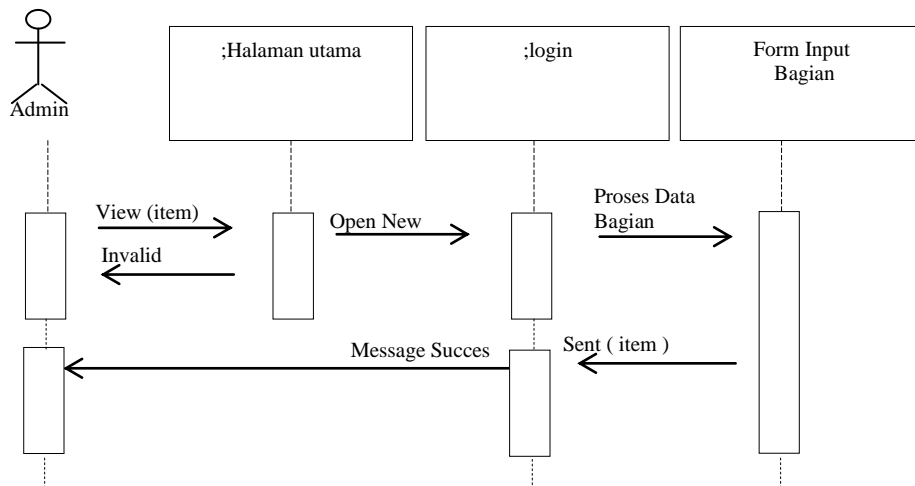 Admin
;Halaman utama
;login
Form Input
Bagian
View (item)
Open New
Proses Data
Bagian
Invalid
Message Succes
Sent ( item )